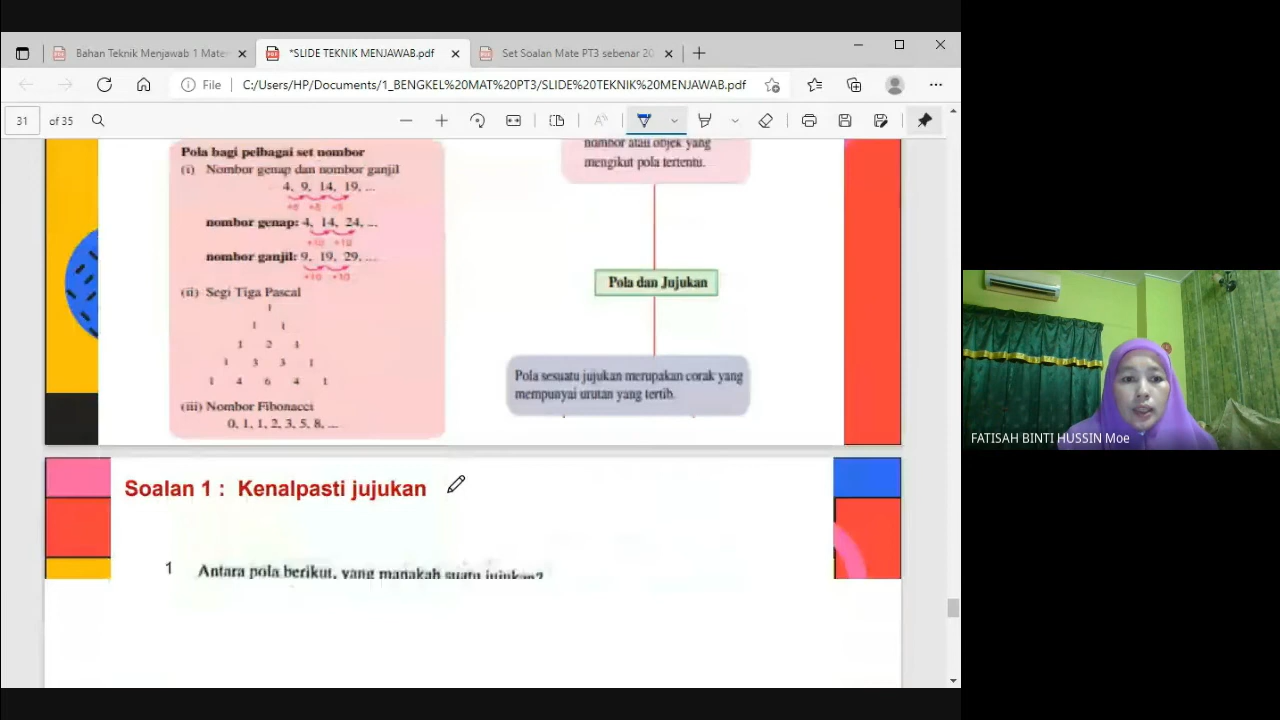 Bahan Teknik Menjawab 1 Mate
*SLIDE TEKNIK MENJAWAB.pdf
Set Soalan Mate PT3 sebenar 20
File
C:/Users/HP/Documents/1_BENGKEL%20MAT%20PT3/SLIDE%20TEKNIK%20MENJAWAB.pdf
31 of 35
Pola bagi pelbagai set nombor
(i) Nombor genap dan nombor ganjil
4, 9, 14, 19, ...
+5 +5 +5
nombor genap: 4, 14, 24, ...
+10 +10
nombor ganjil: 9, 19, 29, ...
+10 +10
(ii) Segi Tiga Pascal
1
1 1
1 2 1
1 3 3 1
1 4 6 4 1
(iii) Nombor Fibonacci
0, 1, 1, 2, 3, 5, 8, ...
nombor atau objek yang
mengikut pola tertentu.
Pola dan Jujukan
Pola sesuatu jujukan merupakan corak yang
mempunyai urutan yang tertib.
Soalan 1 : Kenalpasti jujukan
1 Antara pola berikut, yang manakah suatu jujukan?
FATISAH BINTI HUSSIN Moe